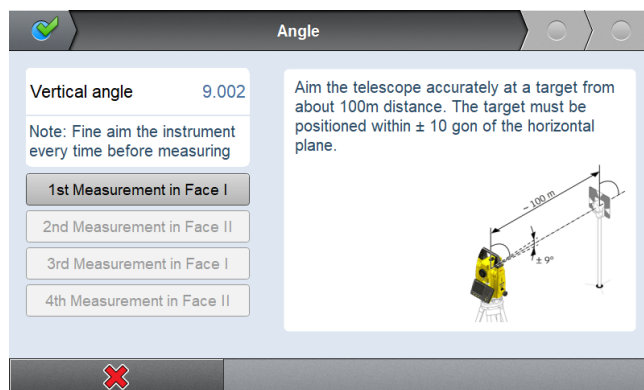 Angle
Vertical angle 9.002
Note: Fine aim the instrument
every time before measuring
1st Measurement in Face I
2nd Measurement in Face II
3rd Measurement in Face I
4th Measurement in Face II
Aim the telescope accurately at a target from
about 100m distance. The target must be
positioned within ± 10 gon of the horizontal
plane.
~ 100 m
± 9°